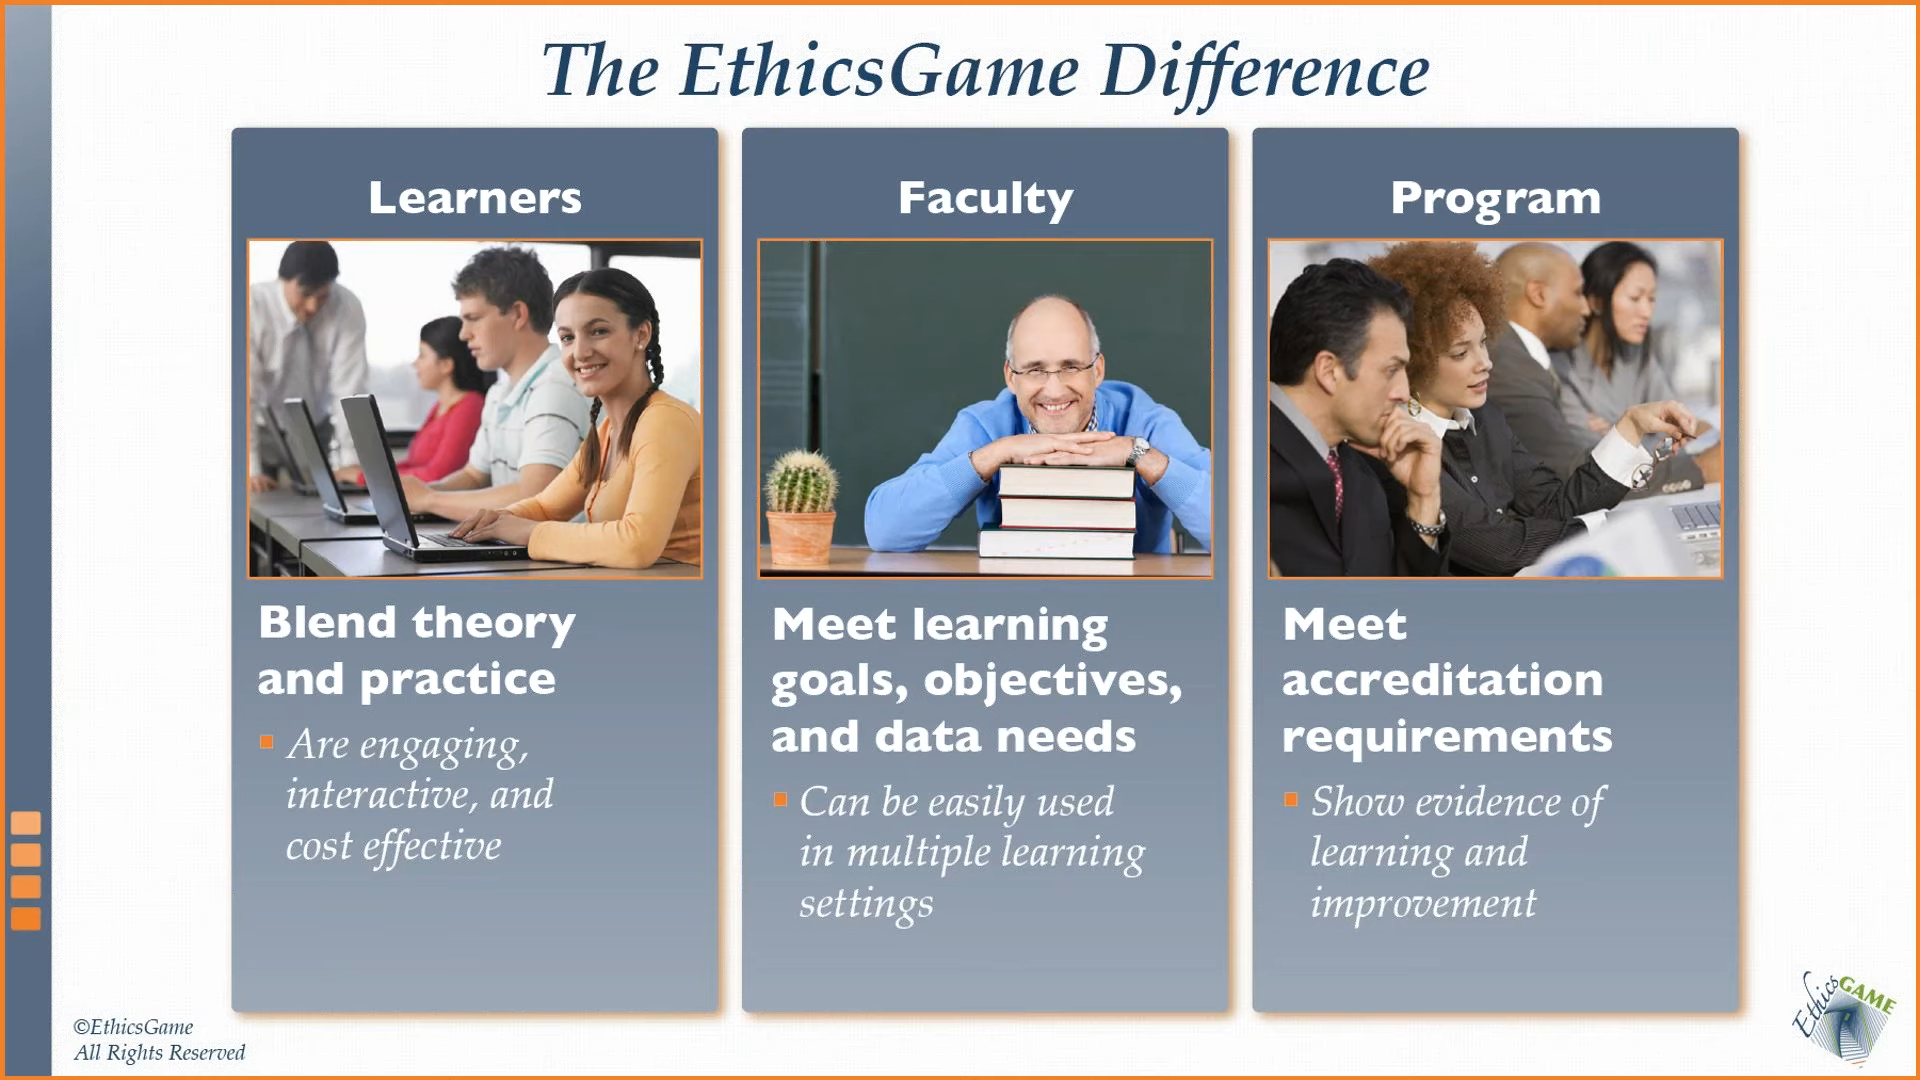 The EthicsGame Difference
Learners
Blend theory
and practice
Are engaging,
interactive, and
cost effective
Faculty
Meet learning
goals, objectives,
and data needs
Can be easily used
in multiple learning
settings
Program
Meet
accreditation
requirements
Show evidence of
learning and
improvement
©EthicsGame
All Rights Reserved
EthicsGAME